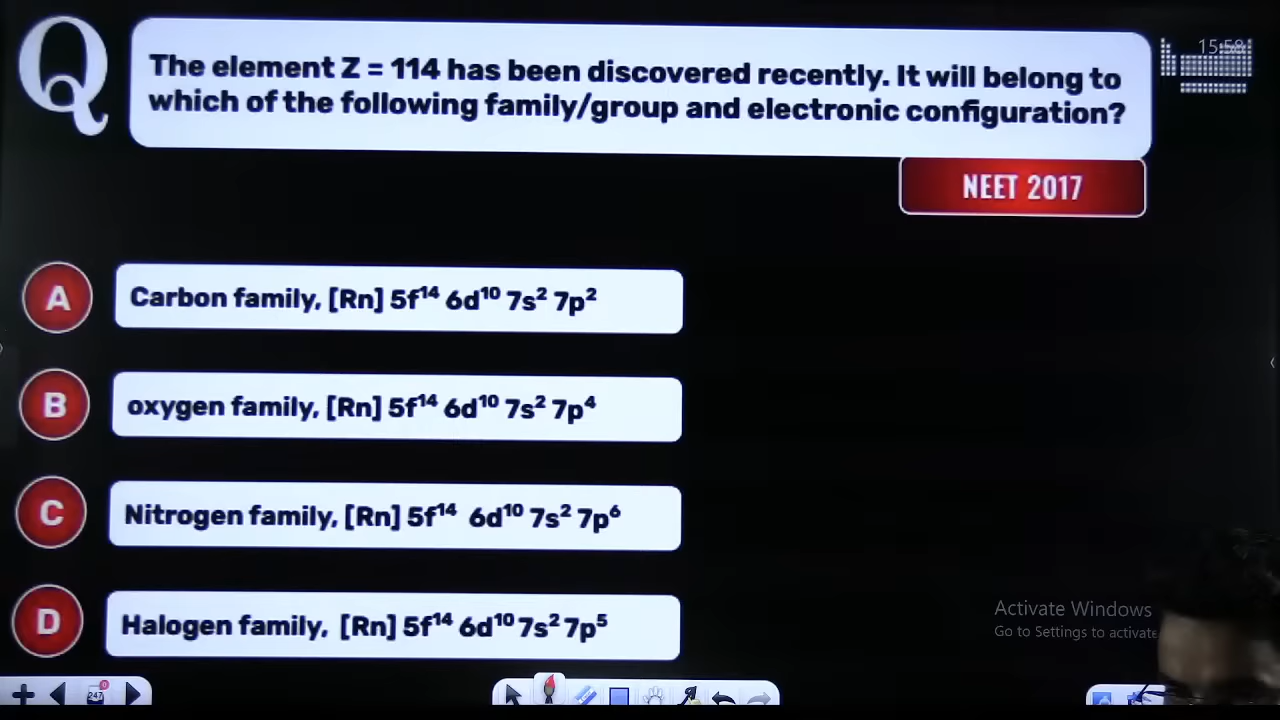 Q
The element Z = 114 has been discovered recently. It will belong to
which of the following family/group and electronic configuration?
15:58
NEET 2017
A Carbon family, [Rn] 5f¹⁴ 6d¹⁰ 7s² 7p²
B oxygen family, [Rn] 5f¹⁴ 6d¹⁰ 7s² 7p⁴
C Nitrogen family, [Rn] 5f¹⁴ 6d¹⁰ 7s² 7p⁶
D Halogen family, [Rn] 5f¹⁴ 6d¹⁰ 7s² 7p⁵
Activate Windows
Go to Settings to activate
247